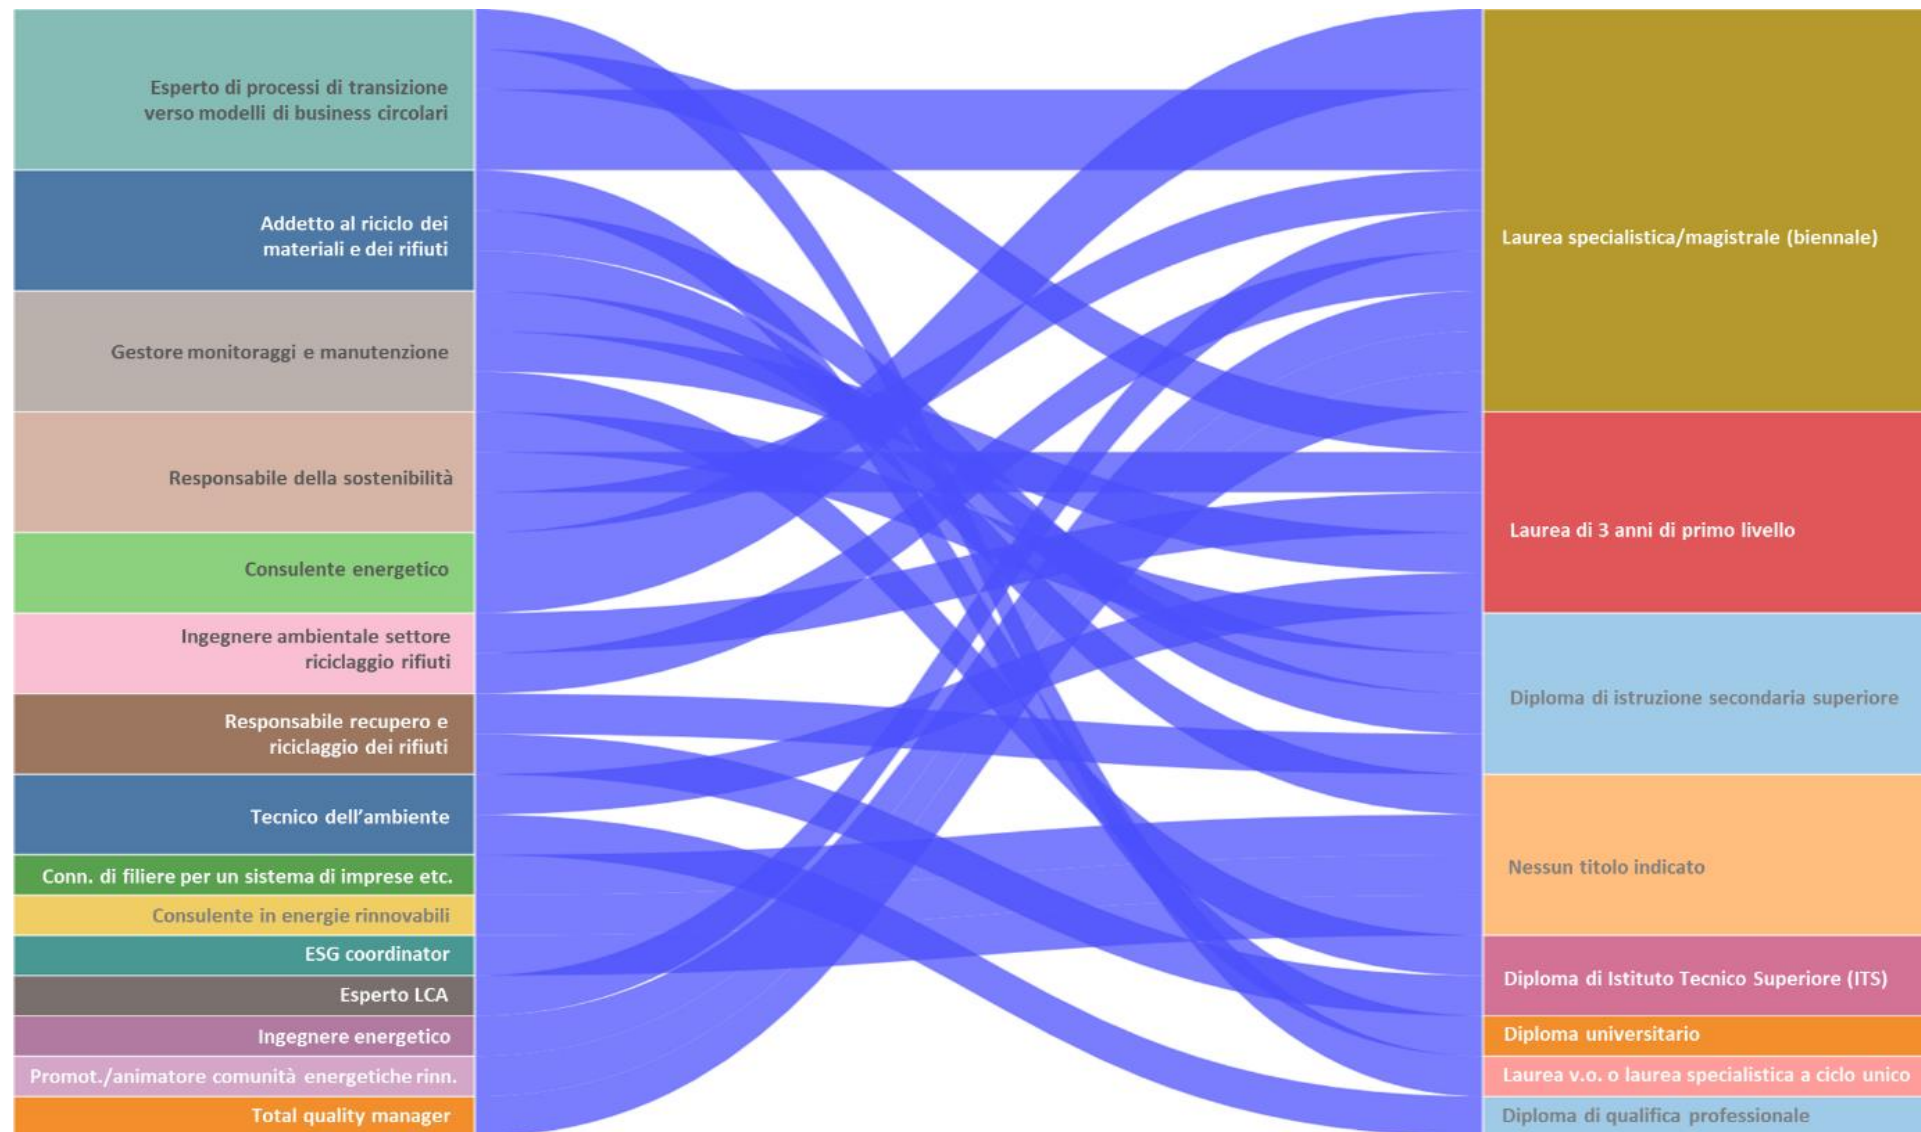 Esperto di processi di transizione
verso modelli di business circolari
Addetto al riciclo dei
materiali e dei rifiuti
Gestore monitoraggi e manutenzione
Responsabile della sostenibilità
Consulente energetico
Ingegnere ambientale settore
riciclaggio rifiuti
Responsabile recupero e
riciclaggio dei rifiuti
Tecnico dell’ambiente
Conn. di filiere per un sistema di imprese etc.
Consulente in energie rinnovabili
ESG coordinator
Esperto LCA
Ingegnere energetico
Promot./animatore comunità energetiche rinn.
Total quality manager
Laurea specialistica/magistrale (biennale)
Laurea di 3 anni di primo livello
Diploma di istruzione secondaria superiore
Nessun titolo indicato
Diploma di Istituto Tecnico Superiore (ITS)
Diploma universitario
Laurea v.o. o laurea specialistica a ciclo unico
Diploma di qualifica professionale